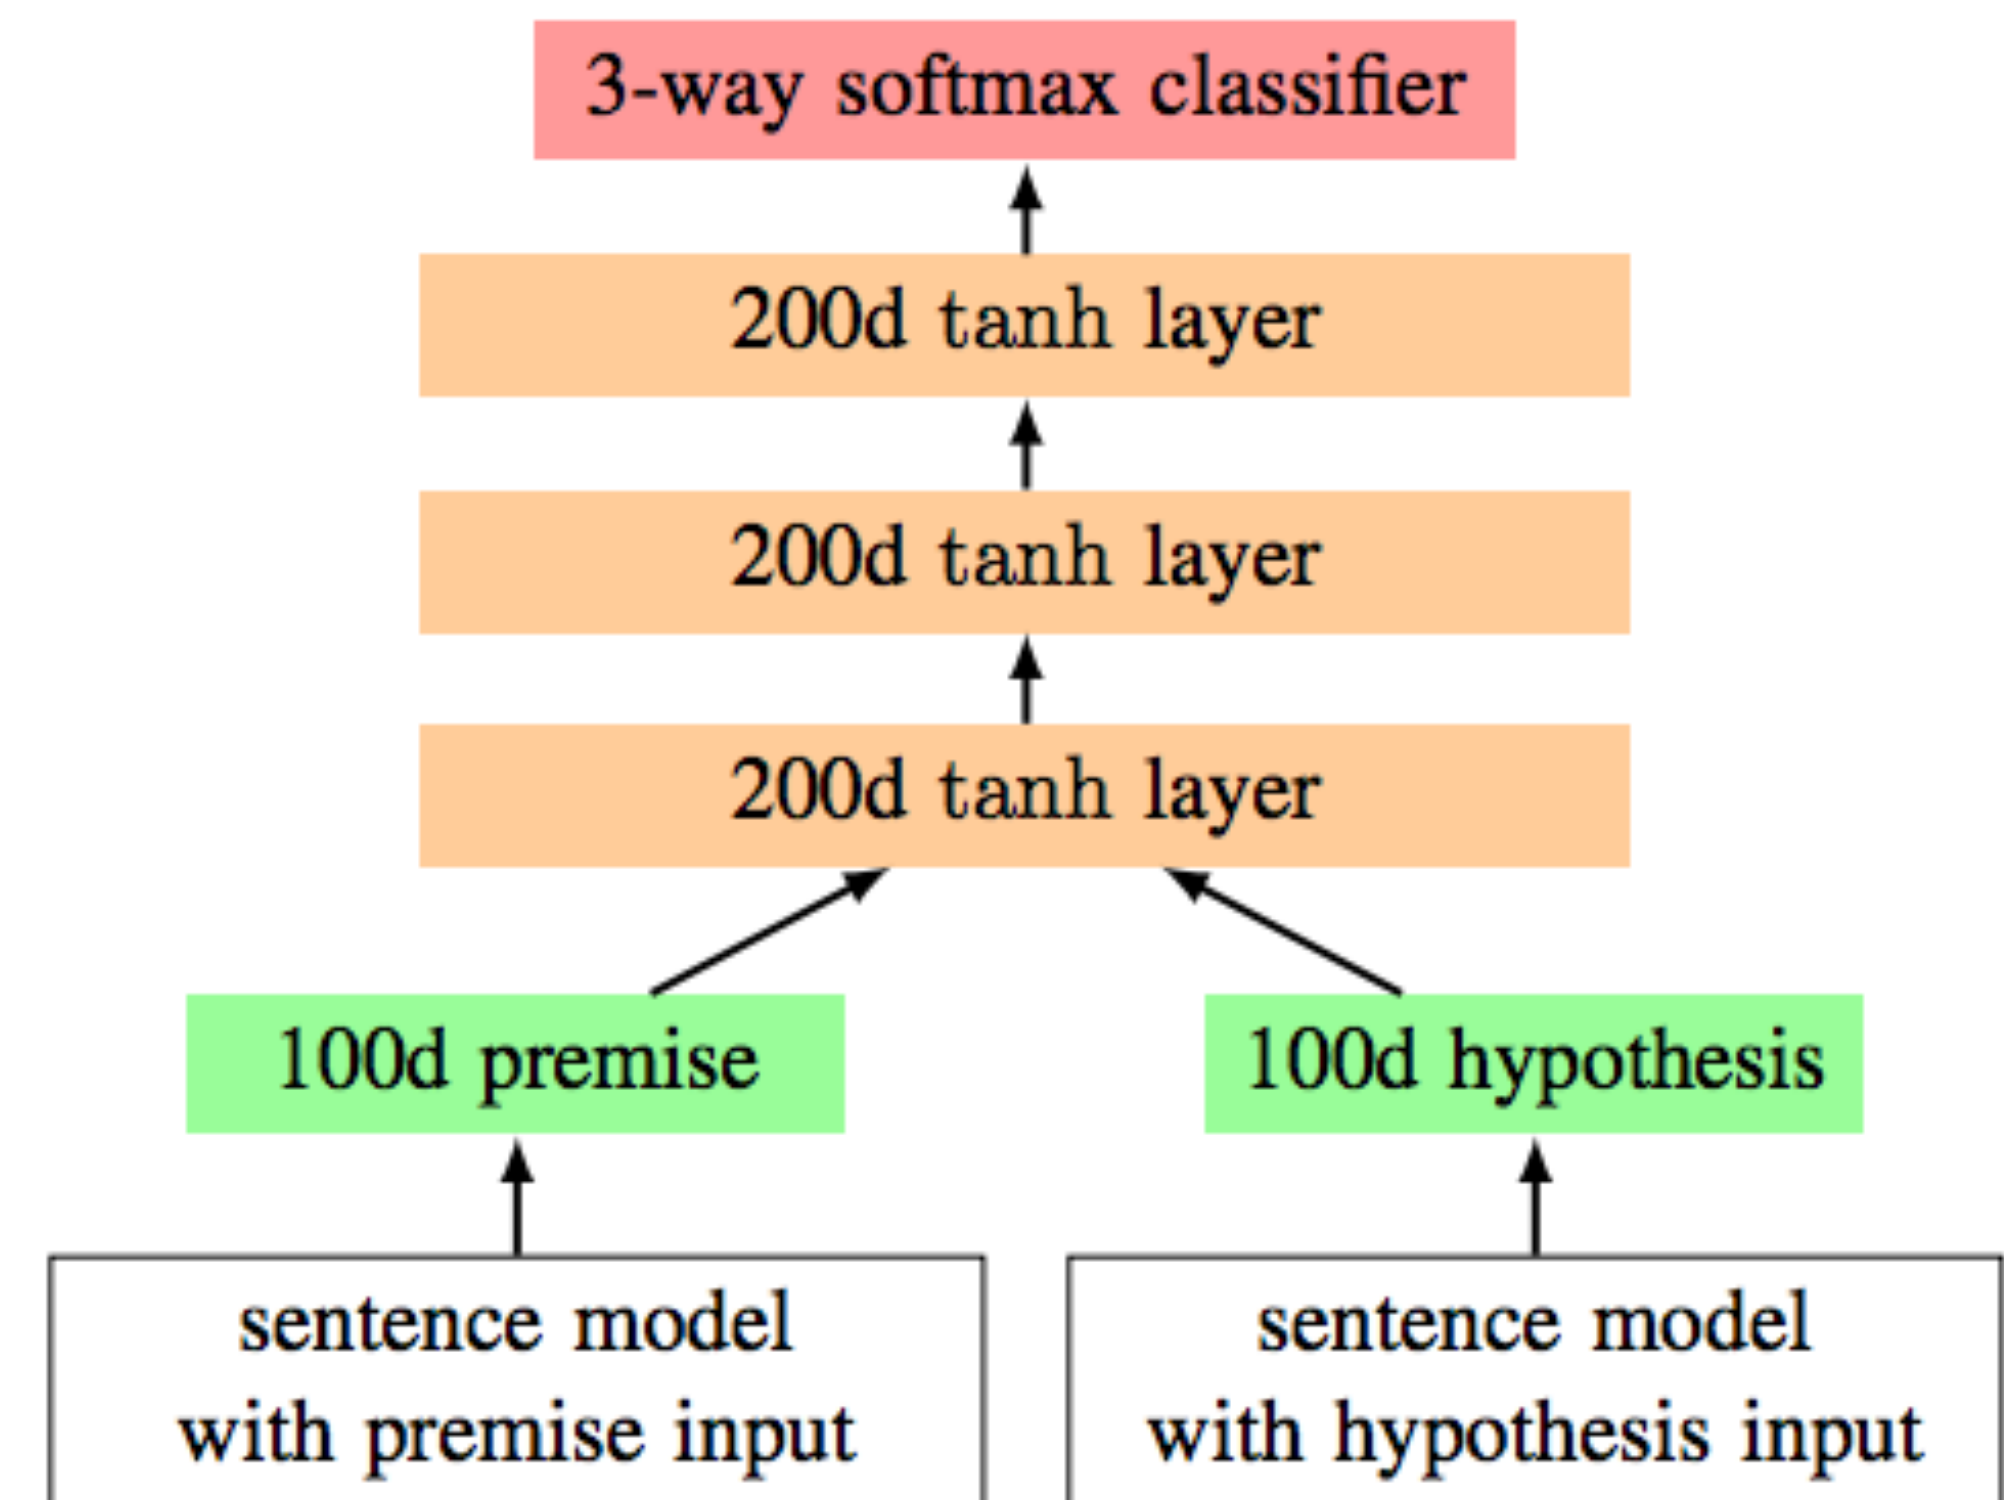 3-way softmax classifier
200d tanh layer
200d tanh layer
200d tanh layer
100d premise
100d hypothesis
sentence model
with premise input
sentence model
with hypothesis input